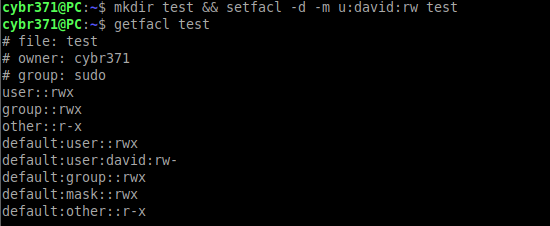 cybr371@PC:~$ mkdir test && setfacl -d -m u:david:rw test
cybr371@PC:~$ getfacl test
# file: test
# owner: cybr371
# group: sudo
user::rwx
group::rwx
other::r-x
default:user::rwx
default:user:david:rw-
default:group::rwx
default:mask::rwx
default:other::r-x